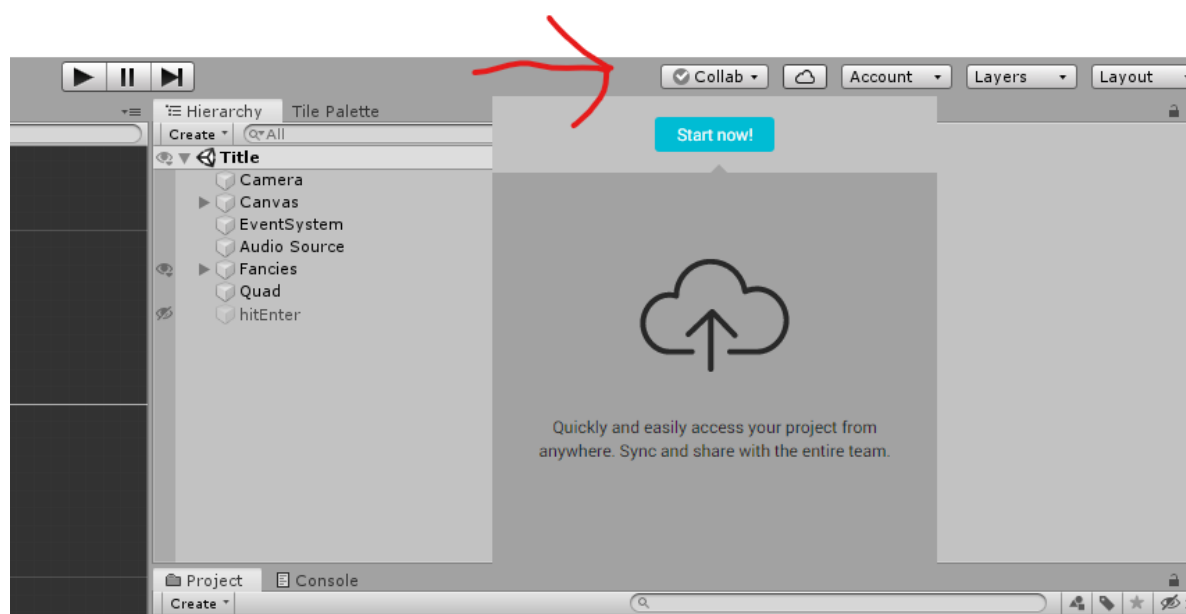 Collab Account Layers Layout
Hierarchy Tile Palette
Create All
Start now!
Title
Camera
Canvas
EventSystem
Audio Source
Fancies
Quad
hitEnter
Quickly and easily access your project from
anywhere. Sync and share with the entire team.
Project Console
Create